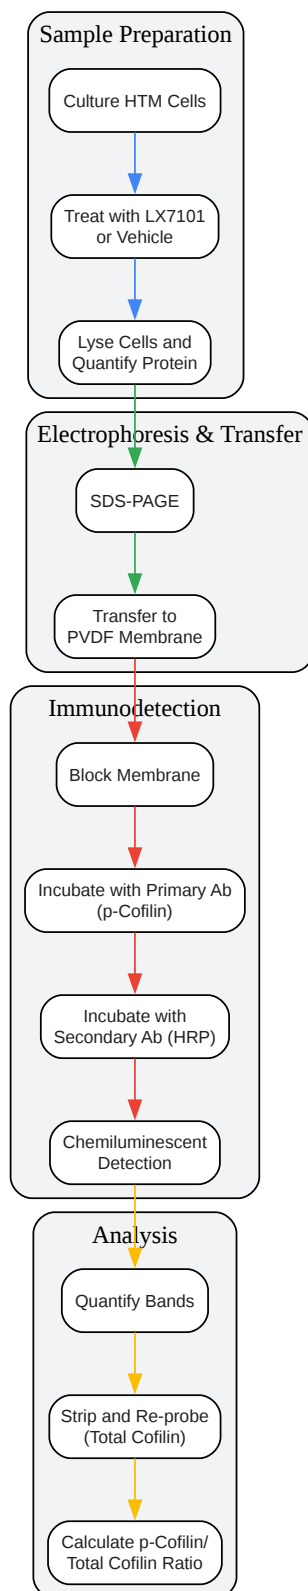 Sample Preparation
Culture HTM Cells
Treat with LX7101
or Vehicle
Lyse Cells and
Quantify Protein
Electrophoresis & Transfer
SDS-PAGE
Transfer to
PVDF Membrane
Immunodetection
Block Membrane
Incubate with Primary Ab
(p-Cofilin)
Incubate with
Secondary Ab (HRP)
Chemiluminescent
Detection
Analysis
Quantify Bands
Strip and Re-probe
(Total Cofilin)
Calculate p-Cofilin/
Total Cofilin Ratio